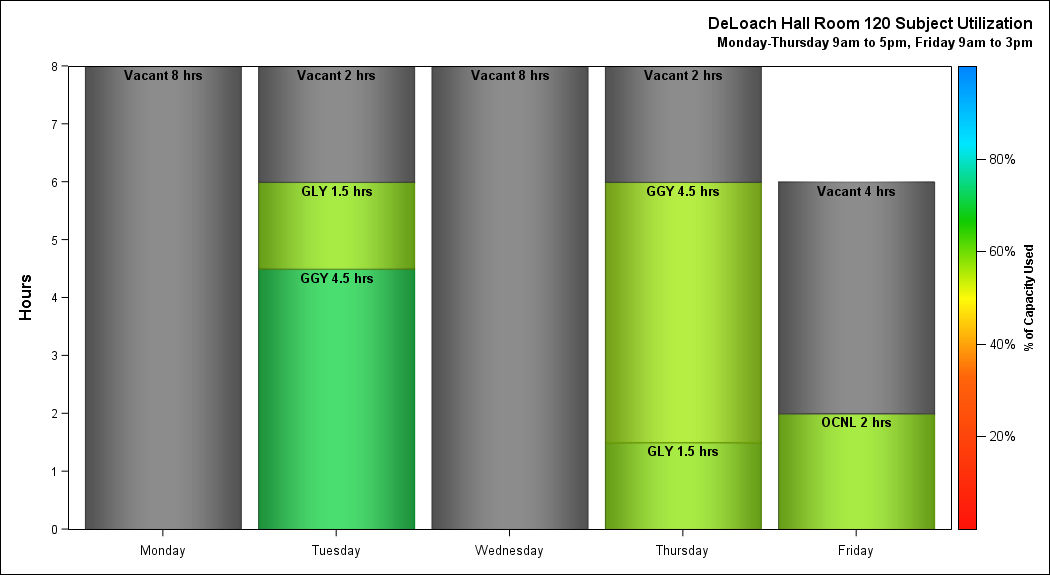 DeLoach Hall Room 120 Subject Utilization
Monday-Thursday 9am to 5pm, Friday 9am to 3pm
Hours
8
7
6
5
4
3
2
1
0
Vacant 8 hrs
Vacant 2 hrs
GLY 1.5 hrs
GGY 4.5 hrs
Vacant 8 hrs
Vacant 2 hrs
GGY 4.5 hrs
GLY 1.5 hrs
Vacant 4 hrs
OCNL 2 hrs
Monday
Tuesday
Wednesday
Thursday
Friday
80%
60%
40%
20%
% of Capacity Used